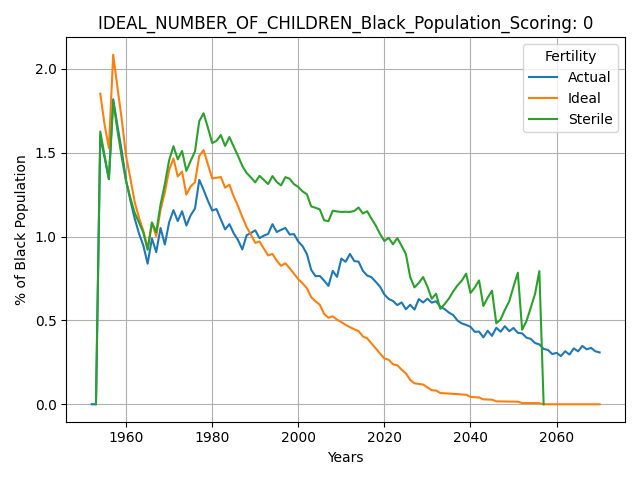 IDEAL_NUMBER_OF_CHILDREN_Black_Population_Scoring: 0
Fertility
Actual
Ideal
Sterile
% of Black Population
2.0
1.5
1.0
0.5
0.0
1960 1980 2000 2020 2040 2060
Years